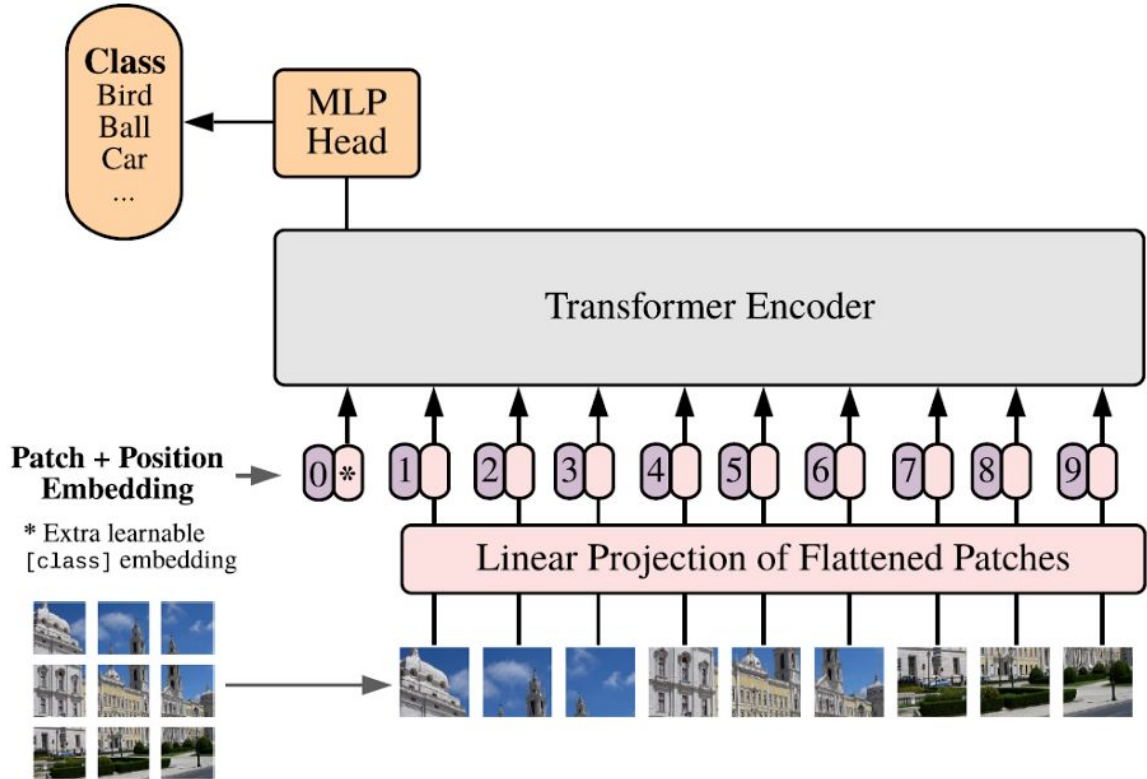 Class
Bird
Ball
Car
...
MLP
Head
Transformer Encoder
Patch + Position
Embedding
0 * 1 2 3 4 5 6 7 8 9
* Extra learnable
[class] embedding
Linear Projection of Flattened Patches